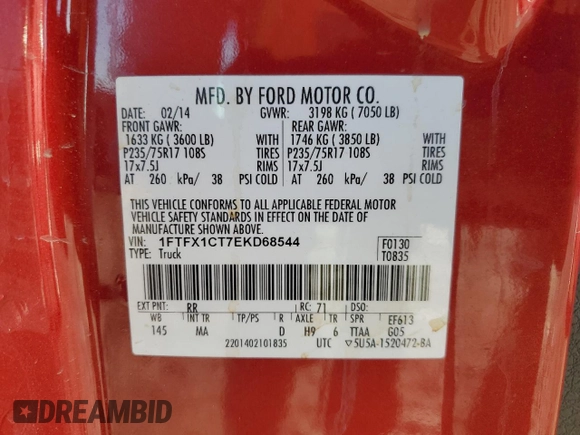 MFD. BY FORD MOTOR CO.
DATE: 02/14 GVWR: 3198 KG ( 7050 LB)
FRONT GAWR: REAR GAWR:
1633 KG ( 3600 LB) WITH 1746 KG ( 3850 LB) WITH
P235/75R17 108S TIRES P235/75R17 108S TIRES
17x7.5J RIMS 17x7.5J RIMS
AT 260 kPa/ 38 PSI COLD AT 260 kPa/ 38 PSI COLD
THIS VEHICLE CONFORMS TO ALL APPLICABLE FEDERAL MOTOR
VEHICLE SAFETY STANDARDS IN EFFECT ON THE DATE OF
MANUFACTURE SHOWN ABOVE.
VIN: 1FTFX1CT7EKD68544 F0130
TYPE: Truck T0835
EXT PNT: RR RC: 71 DSO:
WB INT TR TP/PS R AXLE TR SPR EF613
145 MA D H9 6 TTAA G05
2201402101835 UTC ▽5U5A-1520472-BA
DREAMBID